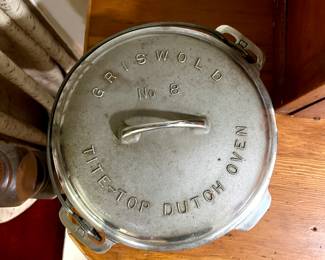 GRISWOLD
No 8
TITE-TOP DUTCH OVEN